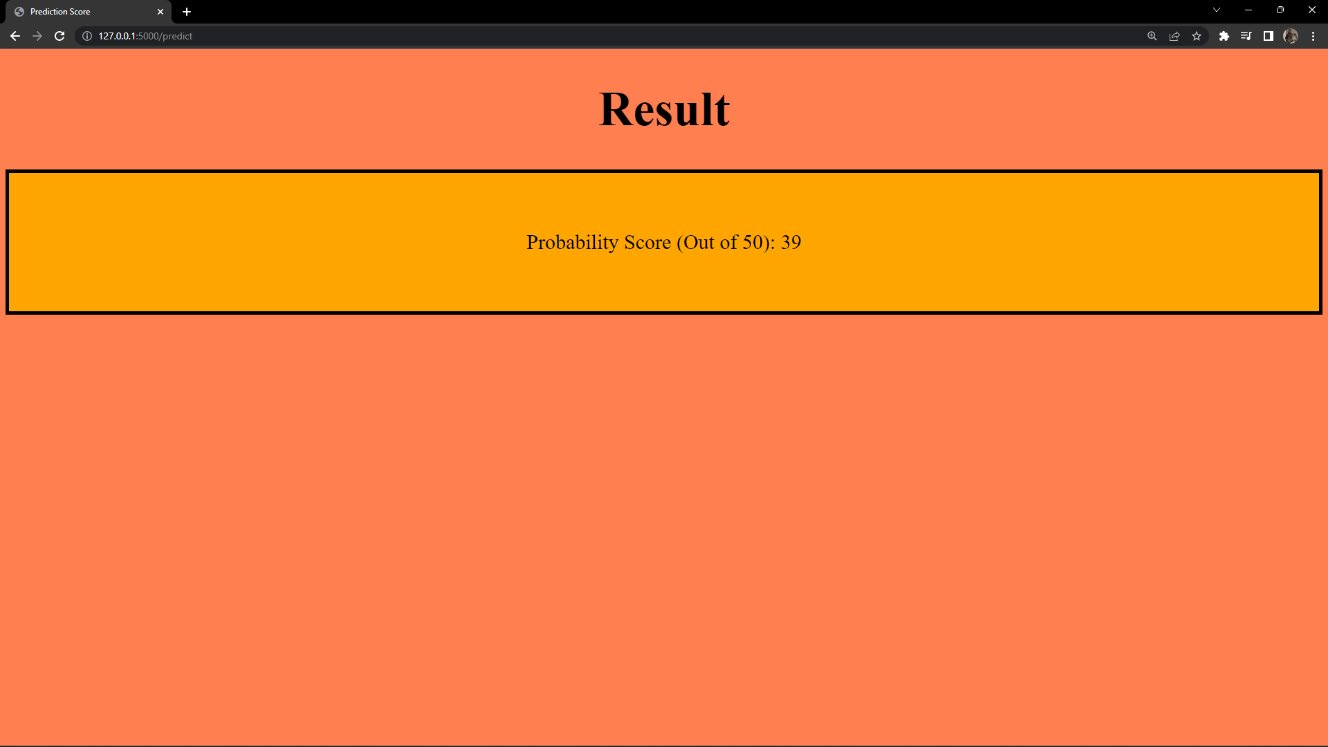 Prediction Score
127.0.0.1:5000/predict
Result
Probability Score (Out of 50): 39